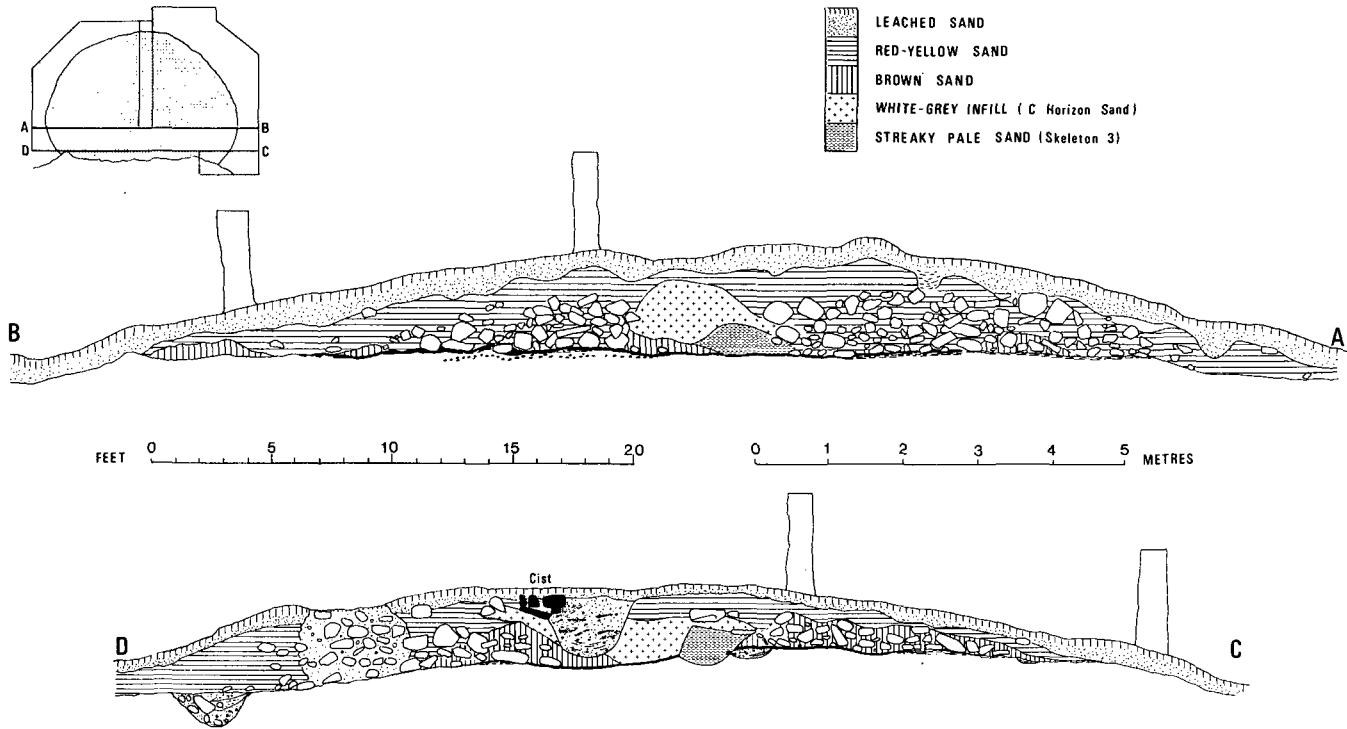 LEACHED SAND
RED-YELLOW SAND
BROWN SAND
WHITE-GREY INFILL (C Horizon Sand)
STREAKY PALE SAND (Skeleton 3)
A B
D C
B A
FEET 0 5 10 15 20 0 1 2 3 4 5 METRES
Cist
D C